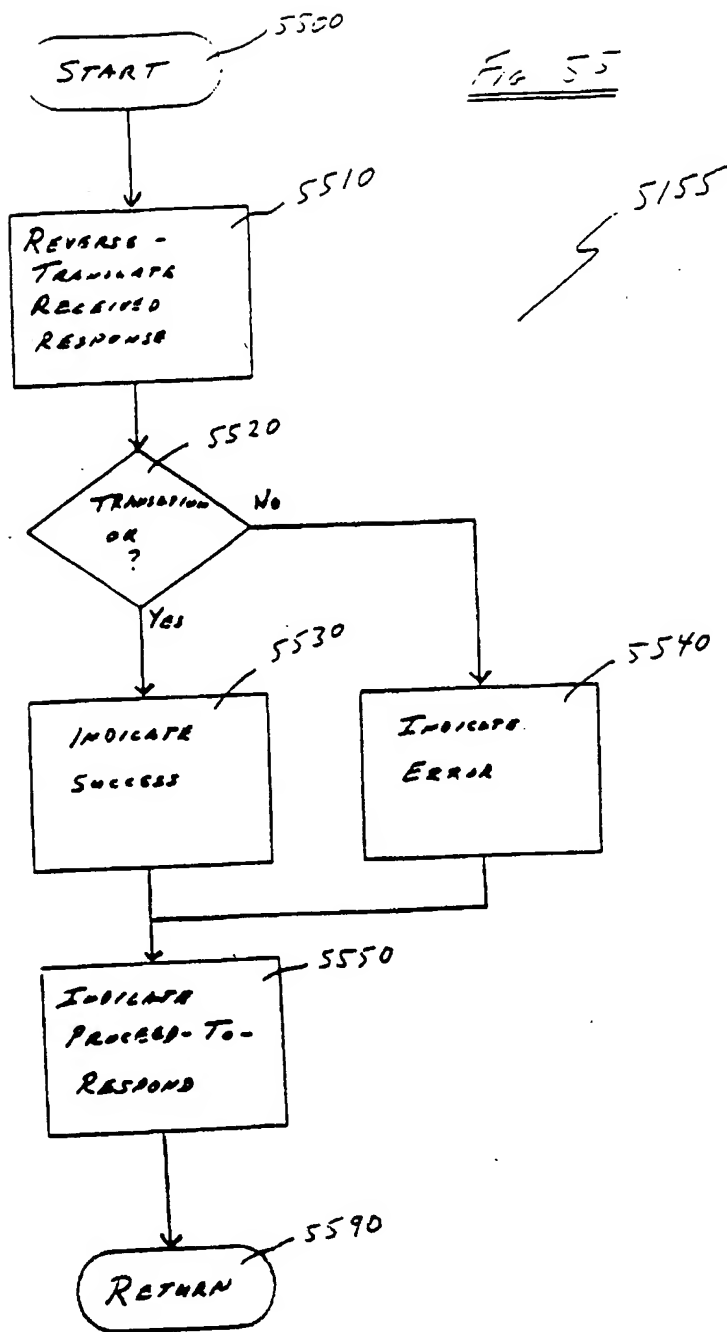 5500
START
FIG 55
5155
5510
REVERSE-
TRANSLATE
RECEIVED
RESPONSE
5520
TRANSLATION
OK
?
NO
YES
5530
INDICATE
SUCCESS
5540
INDICATE
ERROR
5550
INDICATE
PROCEED-TO-
RESPOND
5590
RETURN